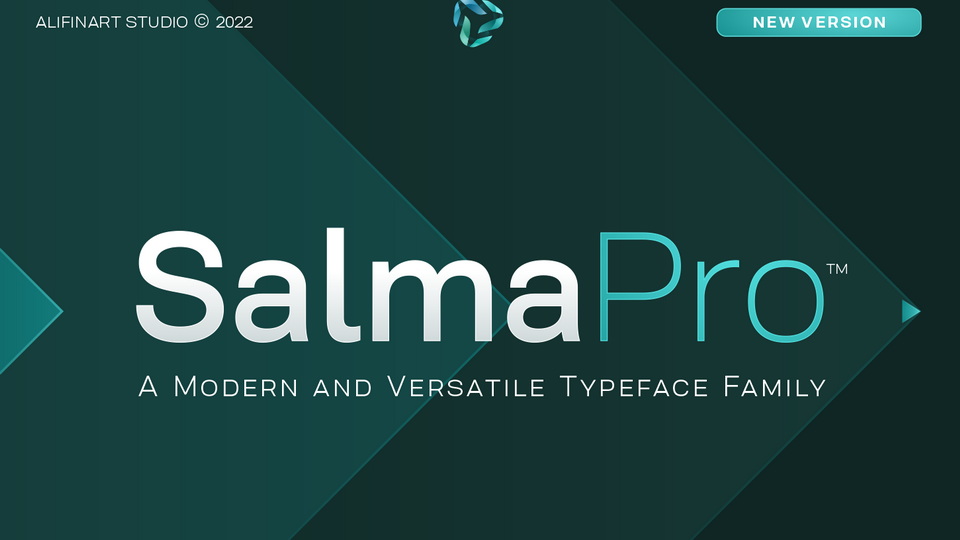 ALIFINART STUDIO © 2022
NEW VERSION
SalmaPro™
A Modern and Versatile Typeface Family